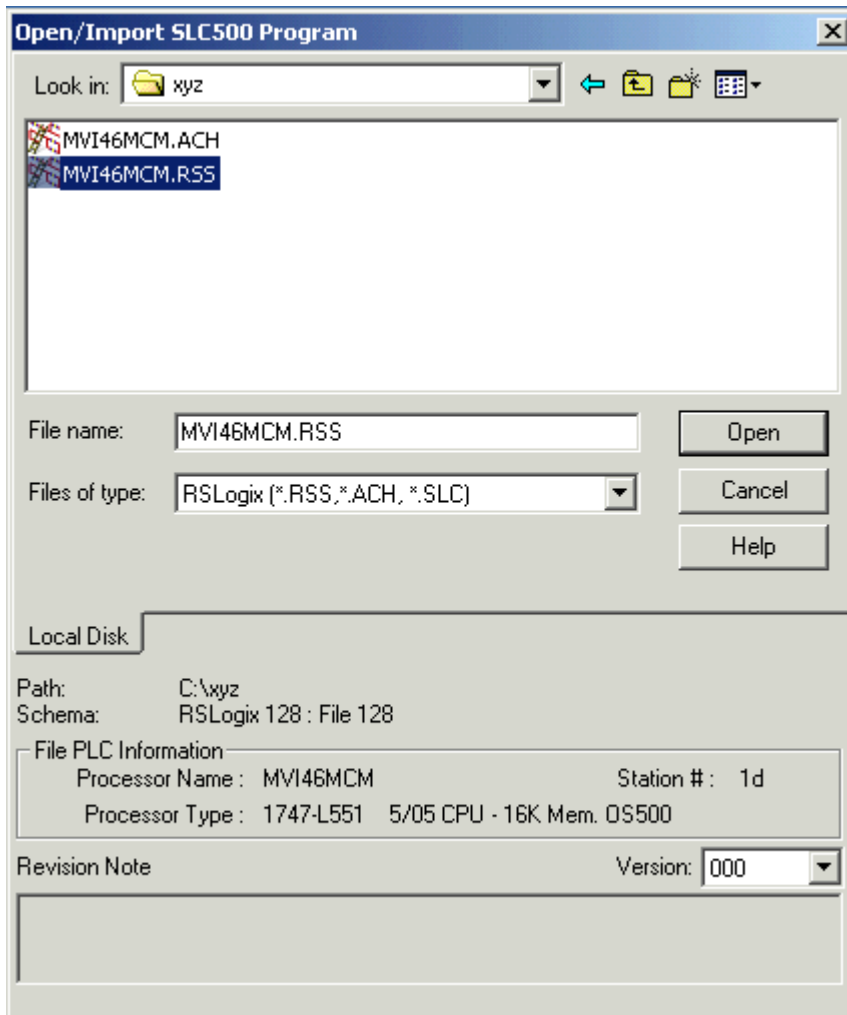 Open/Import SLC500 Program
Look in: xyz
MVI46MCM.ACH
MVI46MCM.RSS
File name: MVI46MCM.RSS Open
Files of type: RSLogix (*.RSS,*.ACH, *.SLC) Cancel
Help
Local Disk
Path: C:\xyz
Schema: RSLogix 128 : File 128
File PLC Information
Processor Name : MVI46MCM Station # : 1d
Processor Type : 1747-L551 5/05 CPU - 16K Mem. OS500
Revision Note Version: 000